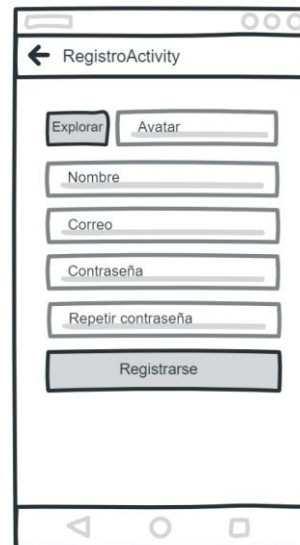 RegistroActivity
Explorar Avatar
Nombre
Correo
Contraseña
Repetir contraseña
Registrarse